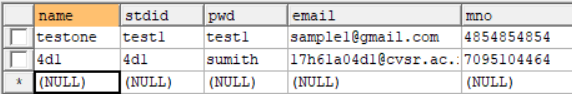 name stdid pwd email mno
testone test1 test1 sample1@gmail.com 4854854854
4d1 4d1 sumith 17h61a04d1@cvsr.ac.: 7095104464
* (NULL) (NULL) (NULL) (NULL) (NULL)